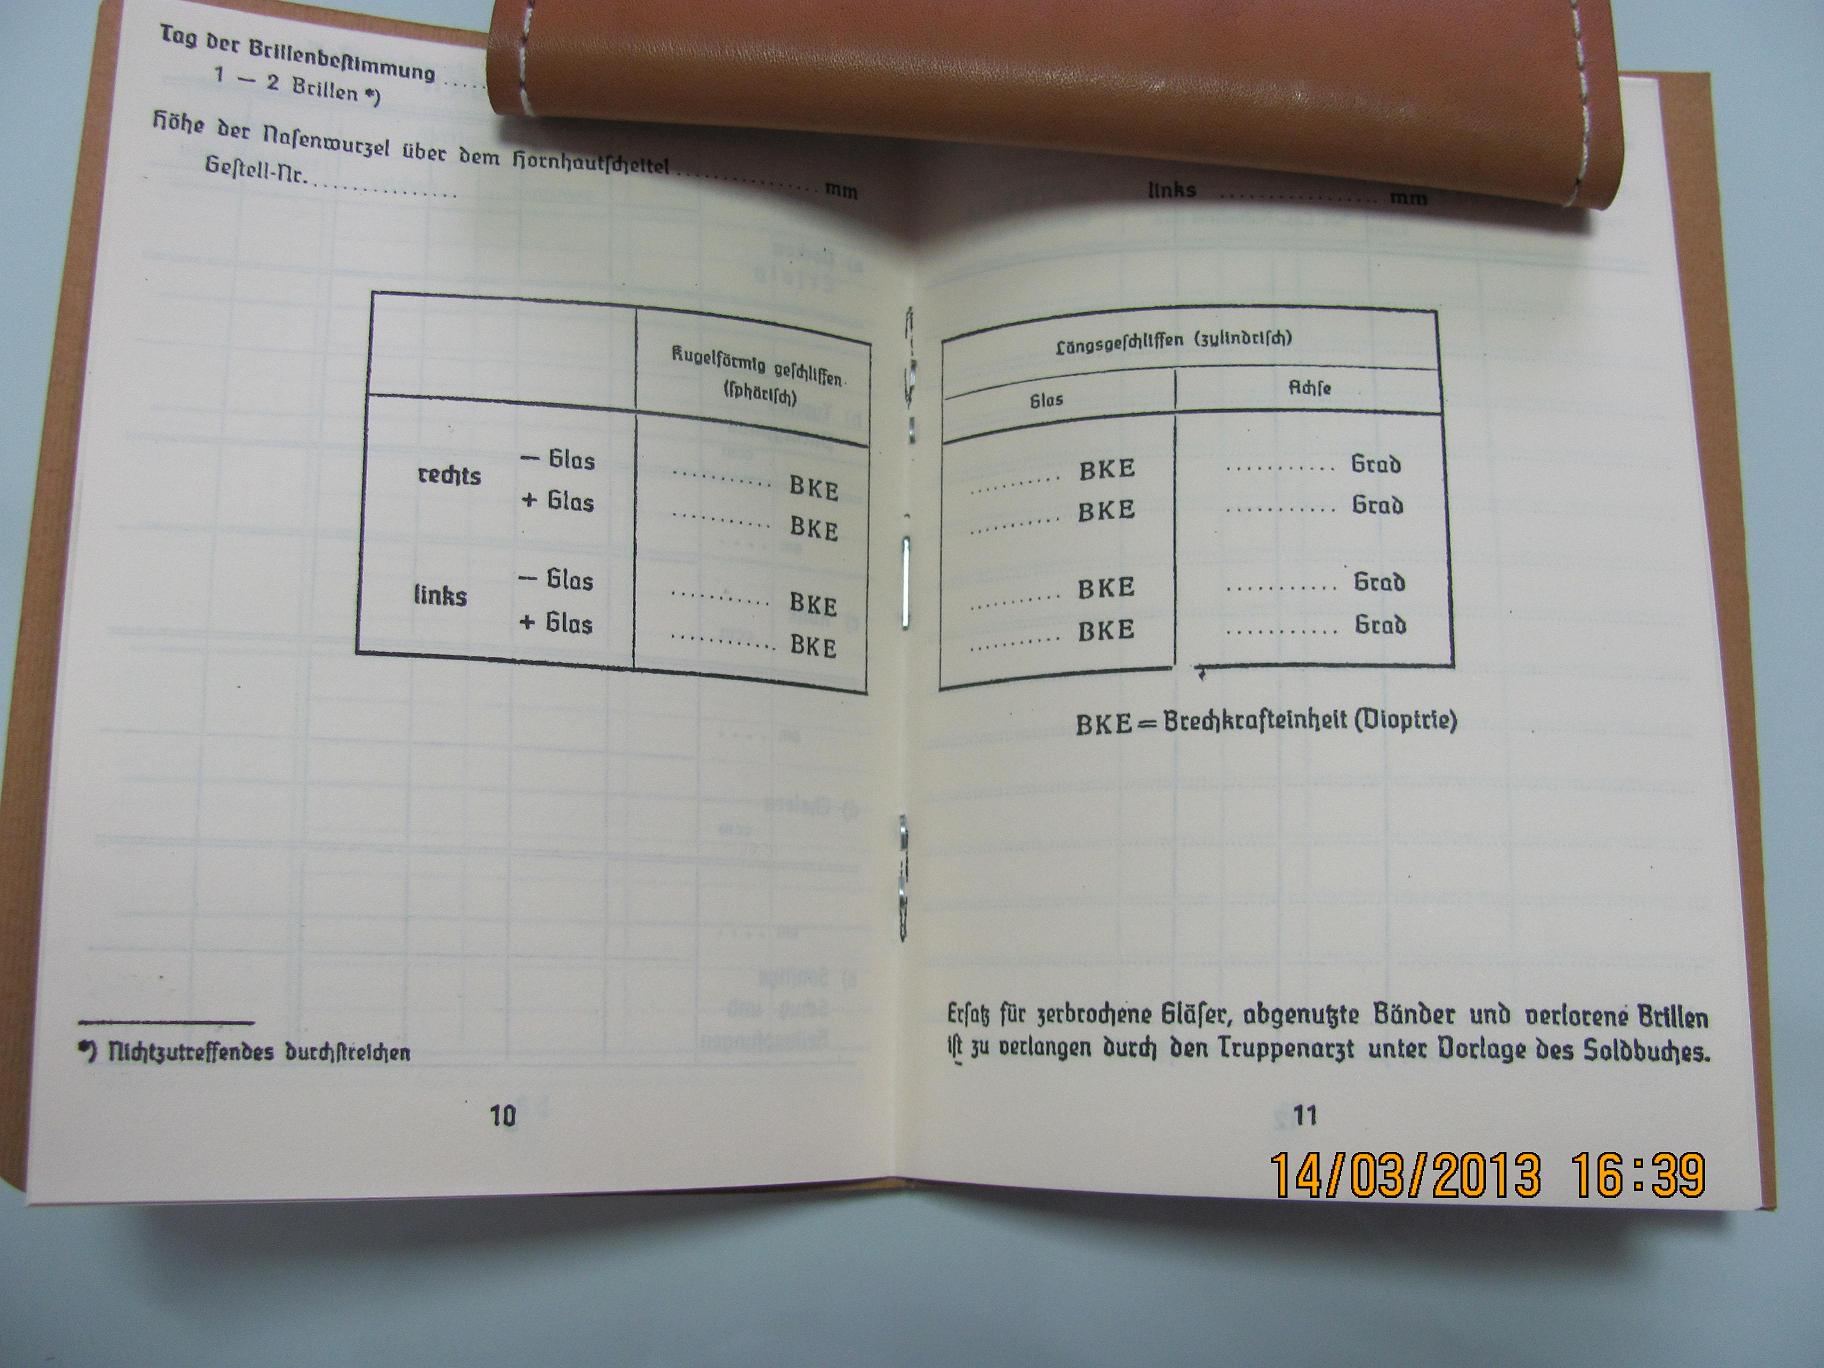 Tag der Brillenbestimmung ......
1 — 2 Brillen *)
Höhe der Nasenwurzel über dem Hornhautscheitel ................ mm
Gestell-Nr. ................
links ................ mm
Kugelförmig geschliffen
(sphärisch)
rechts — Glas ........... BKE
+ Glas ........... BKE
links — Glas ........... BKE
+ Glas ........... BKE
*) Nichtzutreffendes durchstreichen
10
Längsgeschliffen (zylindrisch)
Glas Achse
.......... BKE ........... Grad
.......... BKE ........... Grad
.......... BKE ........... Grad
.......... BKE ........... Grad
BKE = Brechkrafteinheit (Dioptrie)
Ersatz für zerbrochene Gläser, abgenutzte Bänder und verlorene Brillen
ist zu verlangen durch den Truppenarzt unter Vorlage des Soldbuches.
11
14/03/2013 16:39